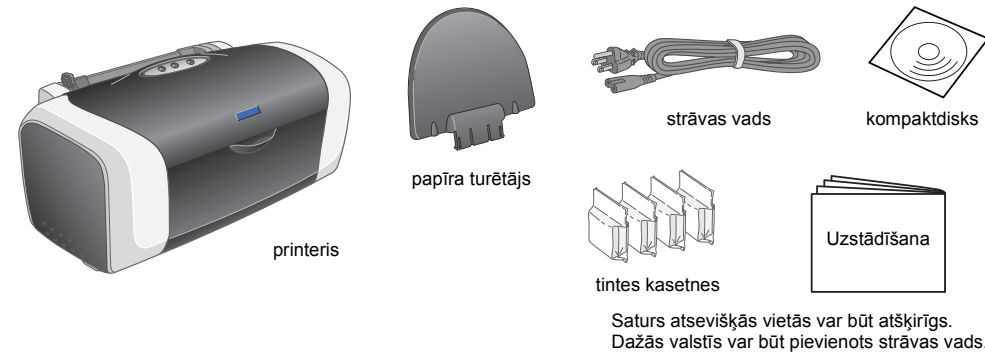 strāvas vads
kompaktdisks
papīra turētājs
printeris
tintes kasetnes
Uzstādīšana
Saturs atsevišķās vietās var būt atšķirīgs.
Dažās valstīs var būt pievienots strāvas vads.